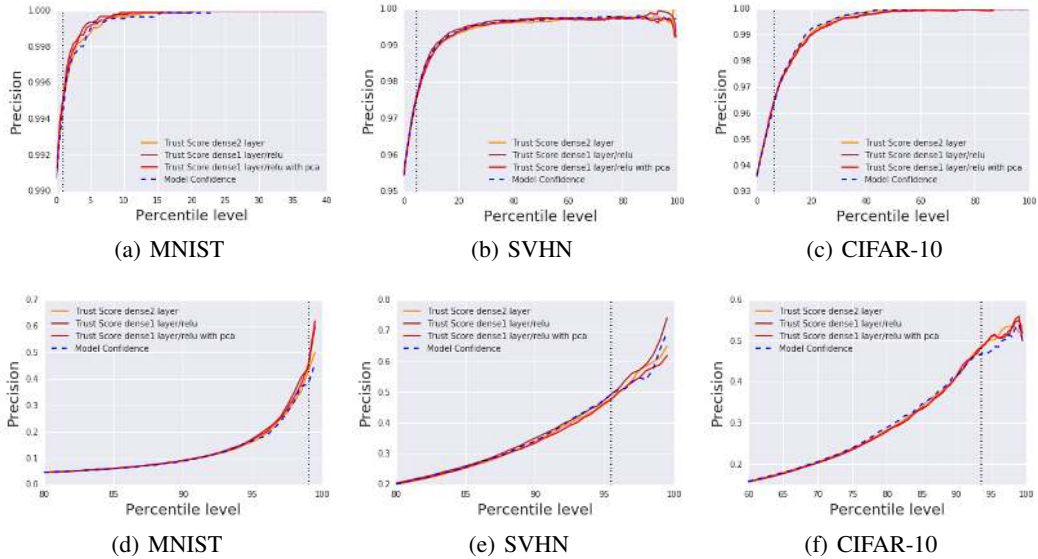 1.000
0.998
0.996
0.994
0.992
0.990
Precision
Trust Score dense2 layer
Trust Score dense1 layer/relu
Trust Score dense1 layer/relu with pca
Model Confidence
0 5 10 15 20 25 30 35 40
Percentile level
(a) MNIST
1.00
0.99
0.98
0.97
0.96
0.95
Precision
Trust Score dense2 layer
Trust Score dense1 layer/relu
Trust Score dense1 layer/relu with pca
Model Confidence
0 20 40 60 80 100
Percentile level
(b) SVHN
1.00
0.99
0.98
0.97
0.96
0.95
0.94
0.93
Precision
Trust Score dense2 layer
Trust Score dense1 layer/relu
Trust Score dense1 layer/relu with pca
Model Confidence
0 20 40 60 80 100
Percentile level
(c) CIFAR-10
0.7
0.6
0.5
0.4
0.3
0.2
0.1
0.0
Precision
Trust Score dense2 layer
Trust Score dense1 layer/relu
Trust Score dense1 layer/relu with pca
Model Confidence
80 85 90 95 100
Percentile level
(d) MNIST
0.8
0.7
0.6
0.5
0.4
0.3
0.2
Precision
Trust Score dense2 layer
Trust Score dense1 layer/relu
Trust Score dense1 layer/relu with pca
Model Confidence
80 85 90 95 100
Percentile level
(e) SVHN
0.6
0.5
0.4
0.3
0.2
Precision
Trust Score dense2 layer
Trust Score dense1 layer/relu
Trust Score dense1 layer/relu with pca
Model Confidence
60 65 70 75 80 85 90 95 100
Percentile level
(f) CIFAR-10